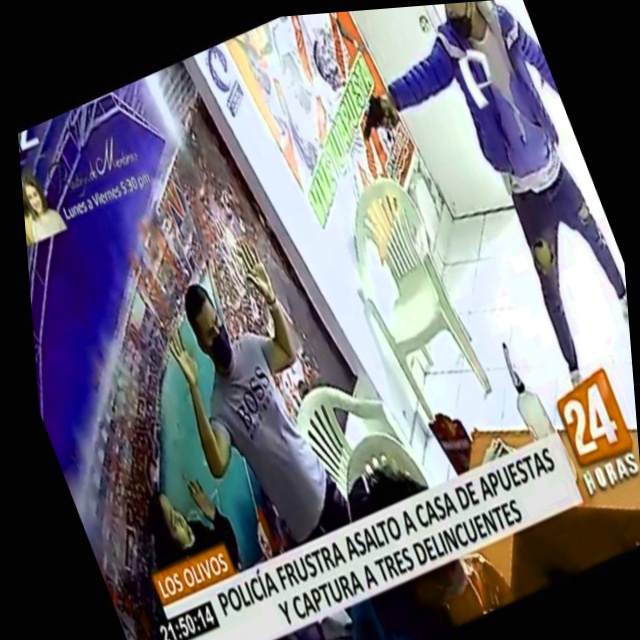 Lunes a Viernes 5:30 pm
BOSS
24
HORAS
LOS OLIVOS
21:50:14
POLICÍA FRUSTRA ASALTO A CASA DE APUESTAS
Y CAPTURA A TRES DELINCUENTES